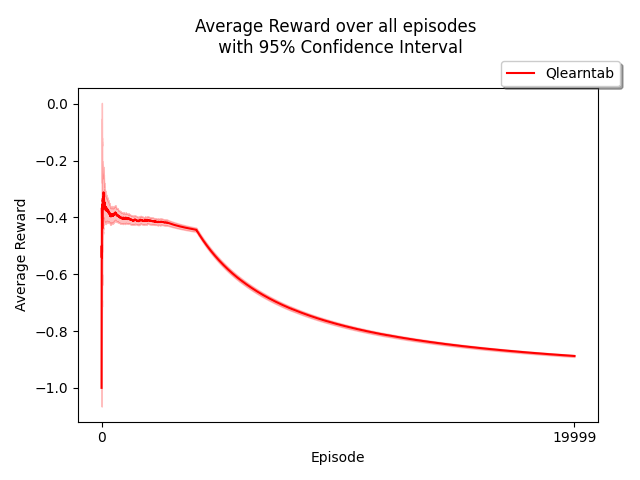 Average Reward over all episodes
with 95% Confidence Interval
Qlearntab
0.0
−0.2
−0.4
−0.6
−0.8
−1.0
Average Reward
0
19999
Episode